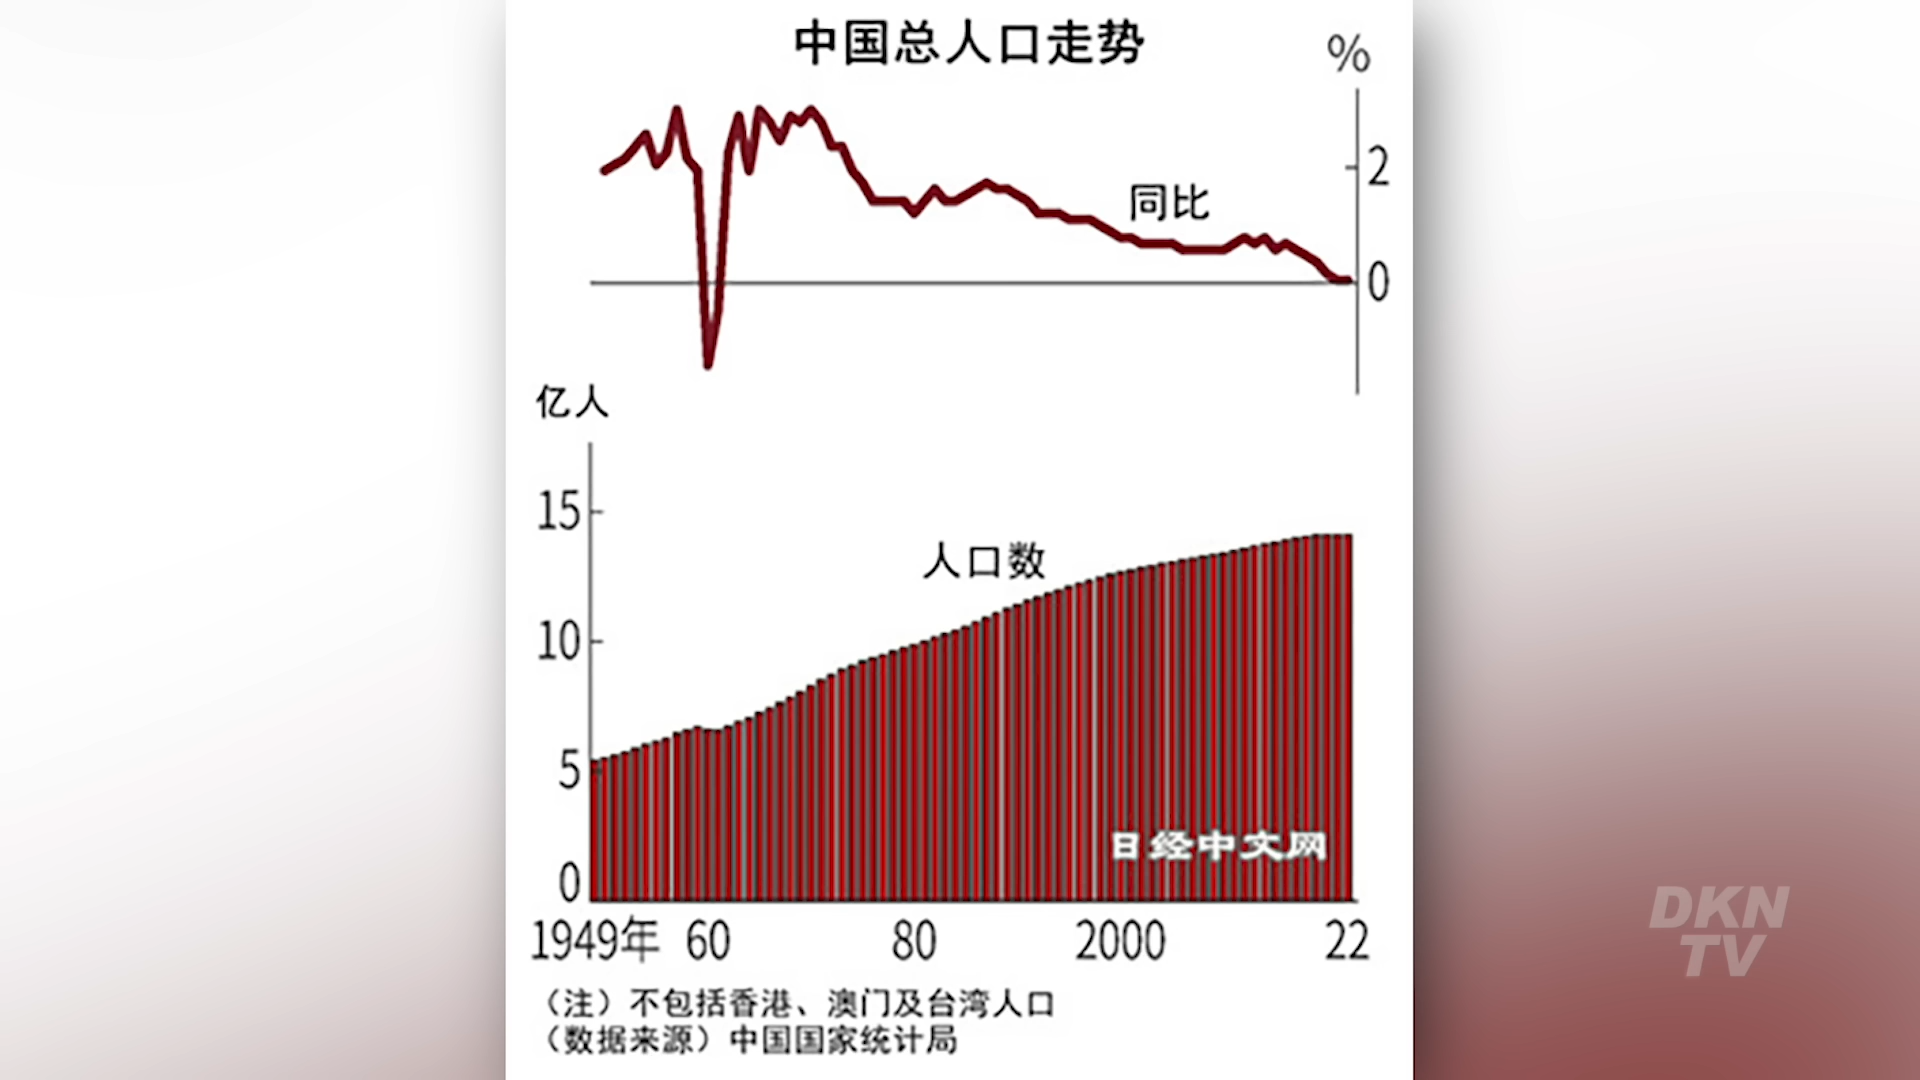 中国总人口走势
%
同比
2
0
亿人
15
人口数
10
5
日经中文网
0
1949年 60 80 2000 22
（注）不包括香港、澳门及台湾人口
（数据来源）中国国家统计局
DKN
TV